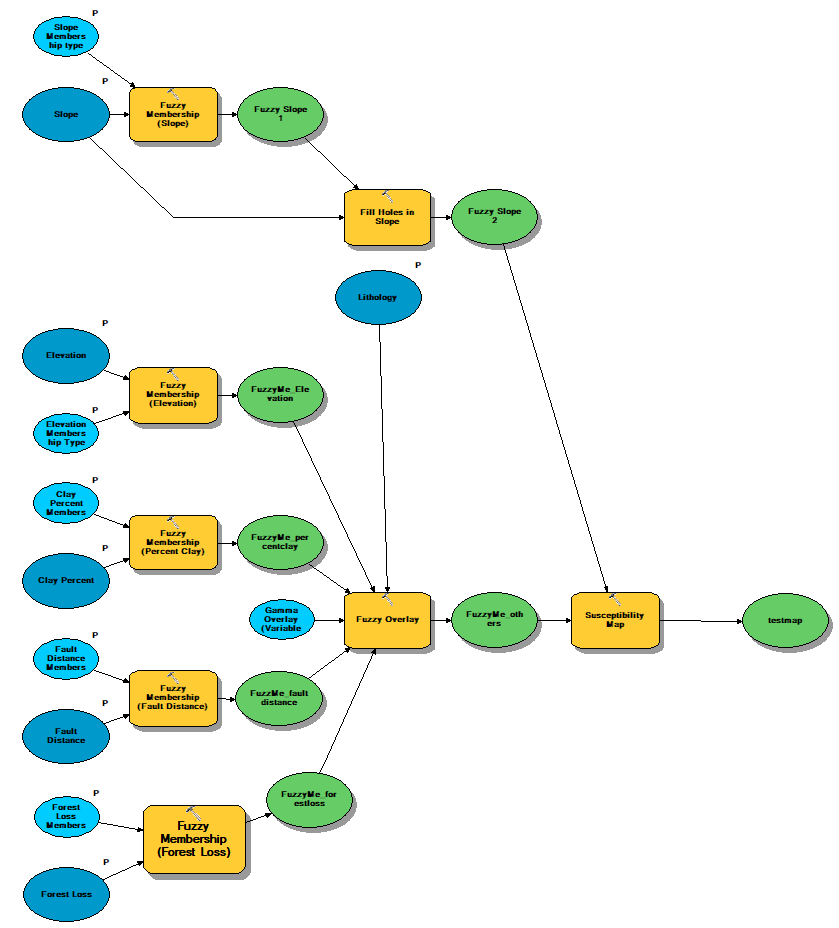 P
Slope
Members
hip type
P
Slope
Fuzzy
Membership
(Slope)
Fuzzy Slope
1
Fill Holes in
Slope
Fuzzy Slope
2
P
Lithology
P
Elevation
Fuzzy
Membership
(Elevation)
FuzzyMe_Ele
vation
P
Elevation
Members
hip Type
P
Clay
Percent
Members
Fuzzy
Membership
(Percent Clay)
FuzzyMe_per
centclay
P
Clay Percent
Gamma
Overlay
(Variable
Fuzzy Overlay
FuzzyMe_oth
ers
Susceptibility
Map
testmap
P
Fault
Distance
Members
Fuzzy
Membership
(Fault Distance)
FuzzMe_fault
distance
P
Fault
Distance
P
Forest
Loss
Members
Fuzzy
Membership
(Forest Loss)
FuzzyMe_for
estloss
P
Forest Loss